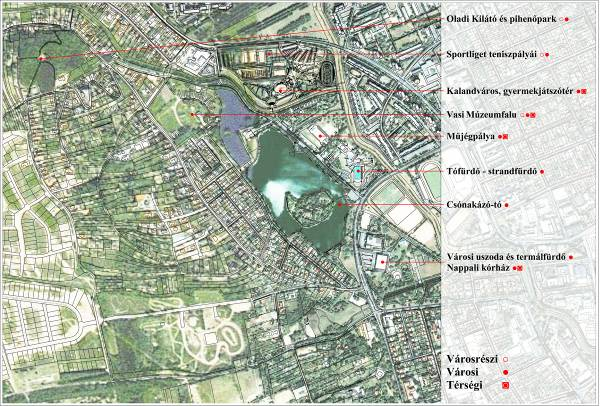 Oladi Kilátó és pihenőpark
Sportliget teniszpályái
Kalandváros, gyermekjátszótér
Vasi Múzeumfalu
Műjégpálya
Tófürdő - strandfürdő
Csónakázó-tó
Városi uszoda és termálfürdő
Nappali kórház
Városrészi
Városi
Térségi